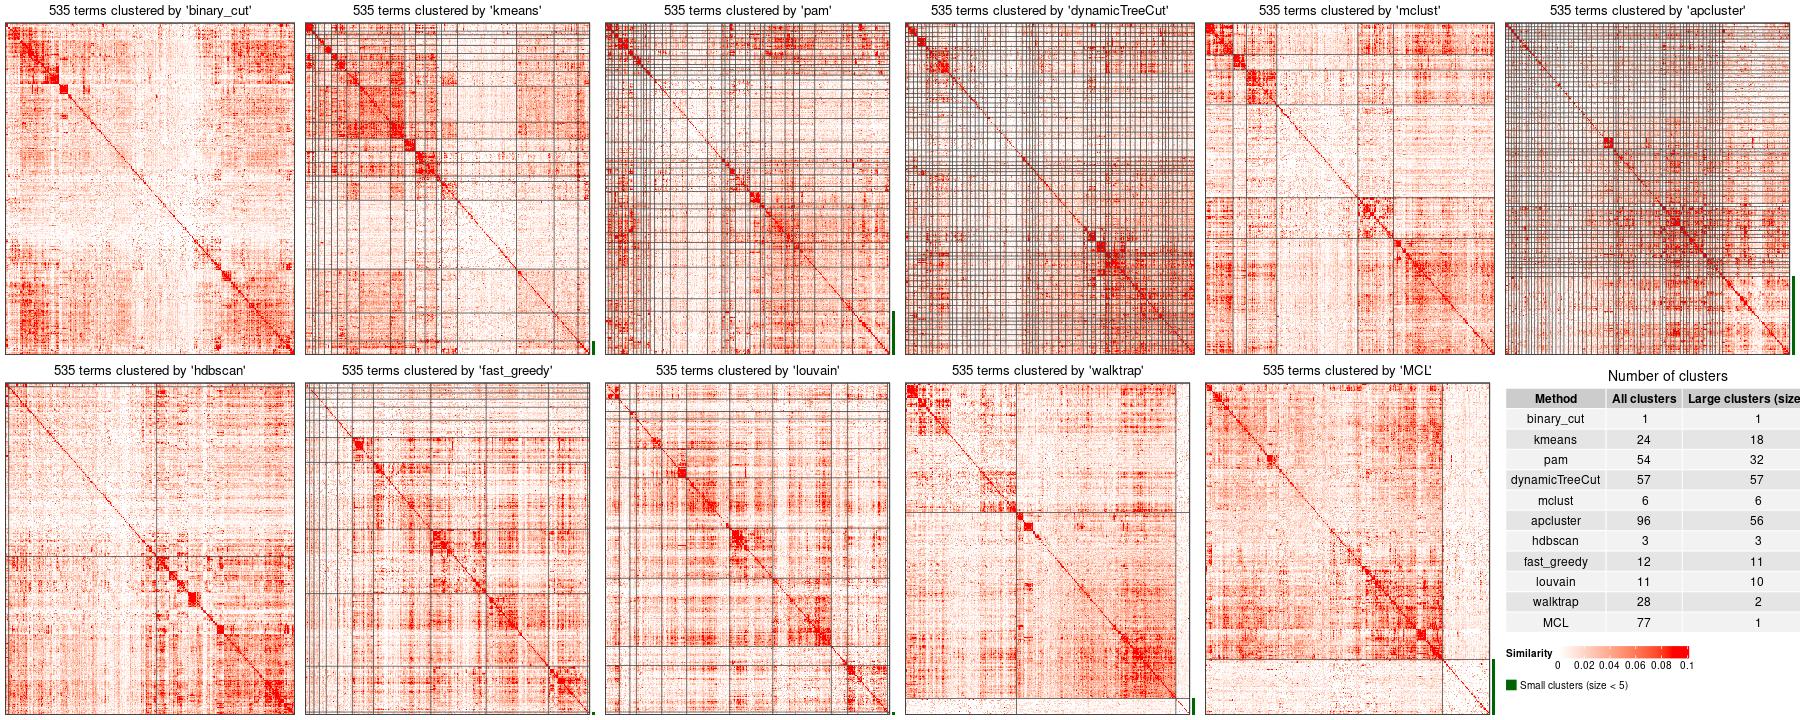 535 terms clustered by 'binary_cut'
535 terms clustered by 'kmeans'
535 terms clustered by 'pam'
535 terms clustered by 'dynamicTreeCut'
535 terms clustered by 'mclust'
535 terms clustered by 'apcluster'
535 terms clustered by 'hdbscan'
535 terms clustered by 'fast_greedy'
535 terms clustered by 'louvain'
535 terms clustered by 'walktrap'
535 terms clustered by 'MCL'
Number of clusters
Method All clusters Large clusters (size
binary_cut 1 1
kmeans 24 18
pam 54 32
dynamicTreeCut 57 57
mclust 6 6
apcluster 96 56
hdbscan 3 3
fast_greedy 12 11
louvain 11 10
walktrap 28 2
MCL 77 1
Similarity
0 0.02 0.04 0.06 0.08 0.1
Small clusters (size < 5)